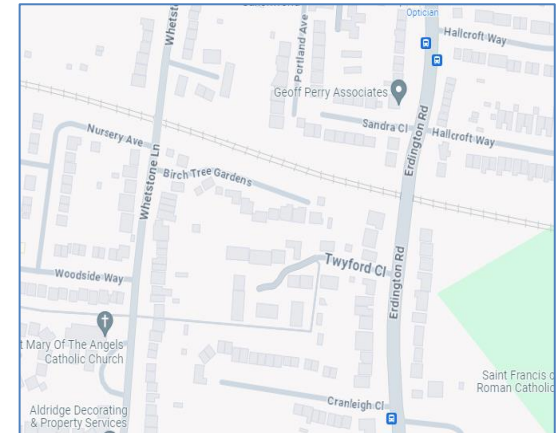 Optician
Whetst
Portland Ave
Hallcroft Way
Geoff Perry Associates
Sandra Cl
Hallcroft Way
Erdington Rd
Nursery Ave
Whetstone Ln
Birch Tree Gardens
Twyford Cl
Erdington Rd
Woodside Way
t Mary Of The Angels
Catholic Church
Saint Francis o
Roman Catholic
Cranleigh Cl
Aldridge Decorating
& Property Services